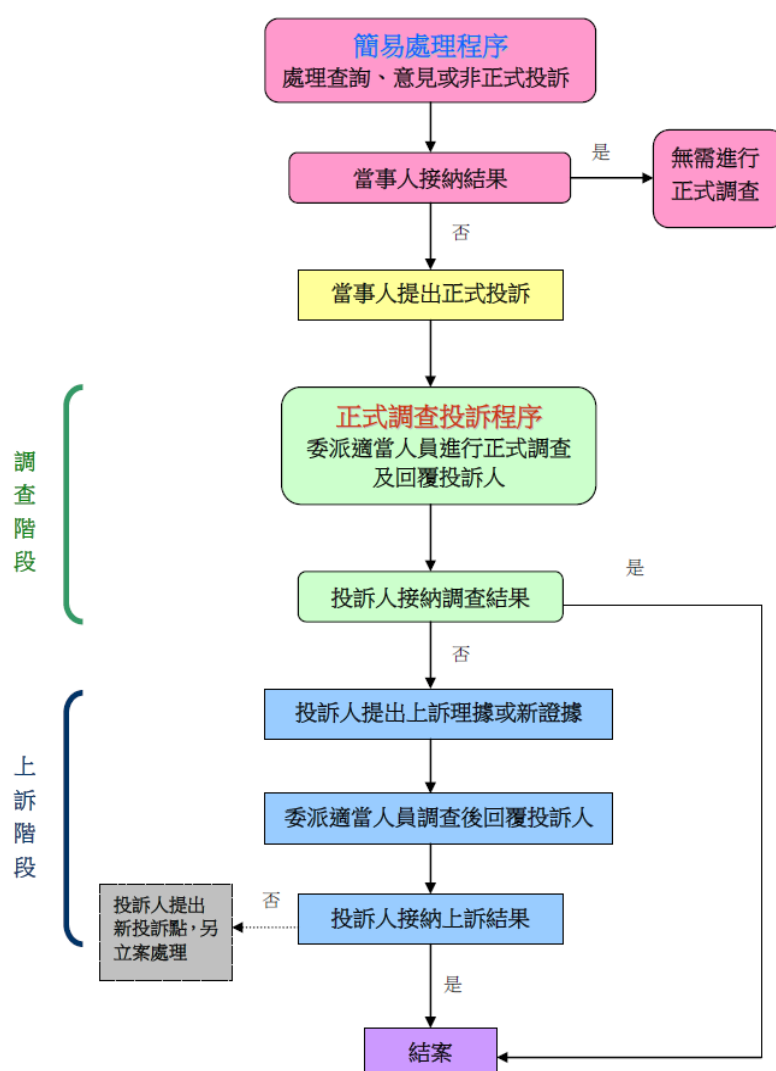 簡易處理程序
處理查詢、意見或非正式投訴
當事人接納結果
是
無需進行
正式調查
否
當事人提出正式投訴
調查階段
正式調查投訴程序
委派適當人員進行正式調查
及回覆投訴人
投訴人接納調查結果
是
否
上訴階段
投訴人提出上訴理據或新證據
委派適當人員調查後回覆投訴人
投訴人接納上訴結果
否
投訴人提出
新投訴點，另
立案處理
是
結案